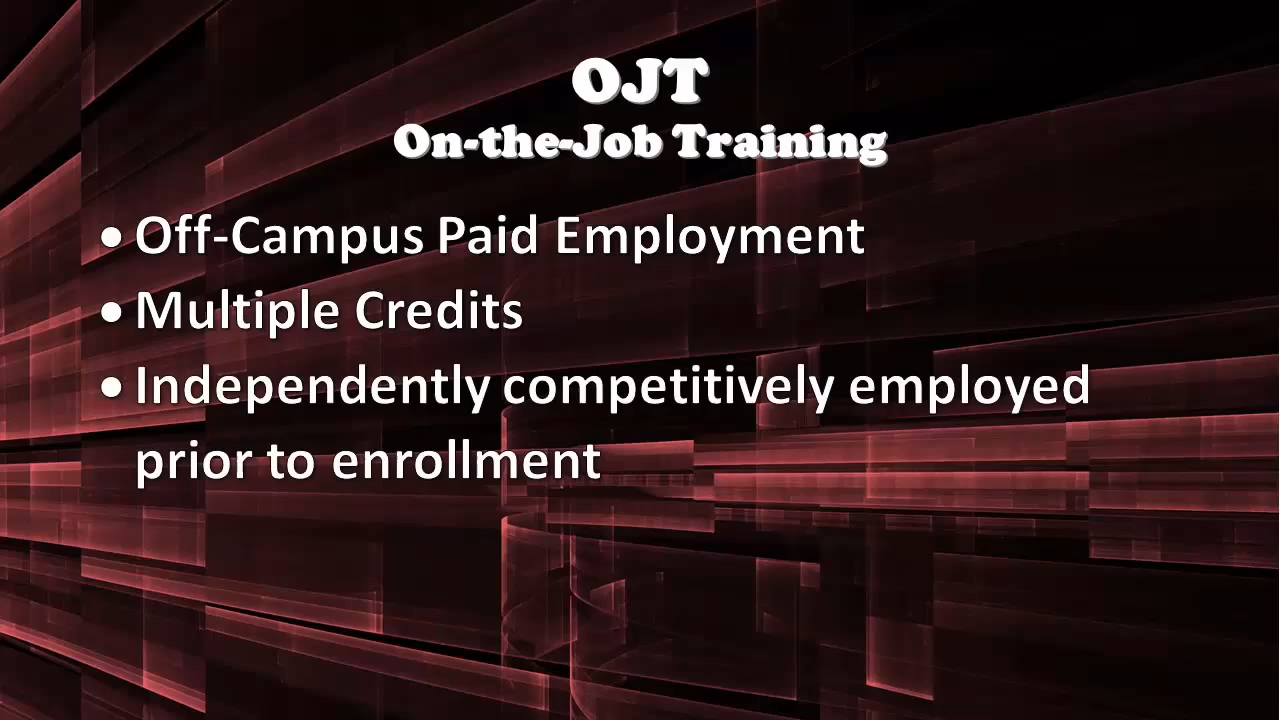 OJT
On-the-Job Training
• Off-Campus Paid Employment
• Multiple Credits
• Independently competitively employed
prior to enrollment